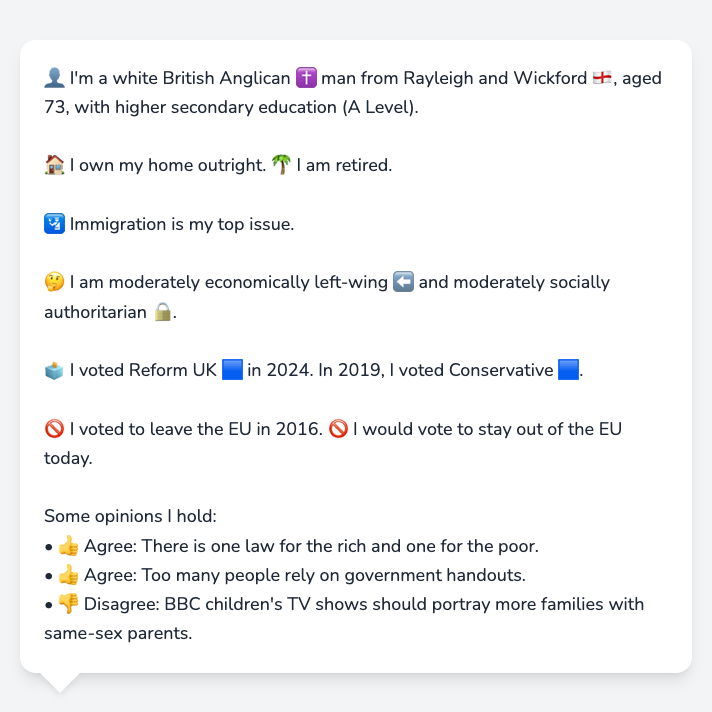 👤 I'm a white British Anglican ✝️ man from Rayleigh and Wickford 🏴󠁧󠁢󠁥󠁮󠁧󠁿, aged
73, with higher secondary education (A Level).
🏠 I own my home outright. 🌴 I am retired.
🛂 Immigration is my top issue.
🤔 I am moderately economically left-wing ⬅️ and moderately socially
authoritarian 🔒.
🗳️ I voted Reform UK 🟦 in 2024. In 2019, I voted Conservative 🟦.
🚫 I voted to leave the EU in 2016. 🚫 I would vote to stay out of the EU
today.
Some opinions I hold:
• 👍 Agree: There is one law for the rich and one for the poor.
• 👍 Agree: Too many people rely on government handouts.
• 👎 Disagree: BBC children's TV shows should portray more families with
same-sex parents.